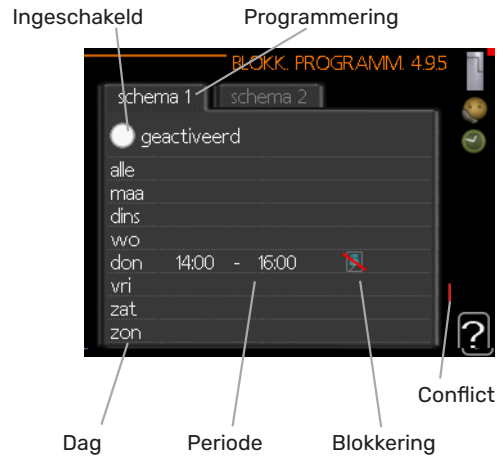 Ingeschakeld Programmering
BLOKK. PROGRAMM. 4.9.5
schema 1 schema 2
geactiveerd
alle
maa
dins
wo
don 14:00 - 16:00
vri
zat
zon
?
Conflict
Dag Periode Blokkering